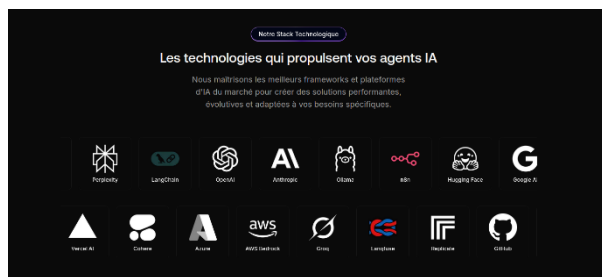 Notre Stack Technologique
Les technologies qui propulsent vos agents IA
Nous maîtrisons les meilleurs frameworks et plateformes
d'IA du marché pour créer des solutions performantes,
évolutives et adaptées à vos besoins spécifiques.
Perplexity LangChain OpenAI Anthropic Ollama n8n Hugging Face Google AI
aws
Vercel AI Cohere Azure AWS Bedrock Groq Langfuse Replicate GitHub